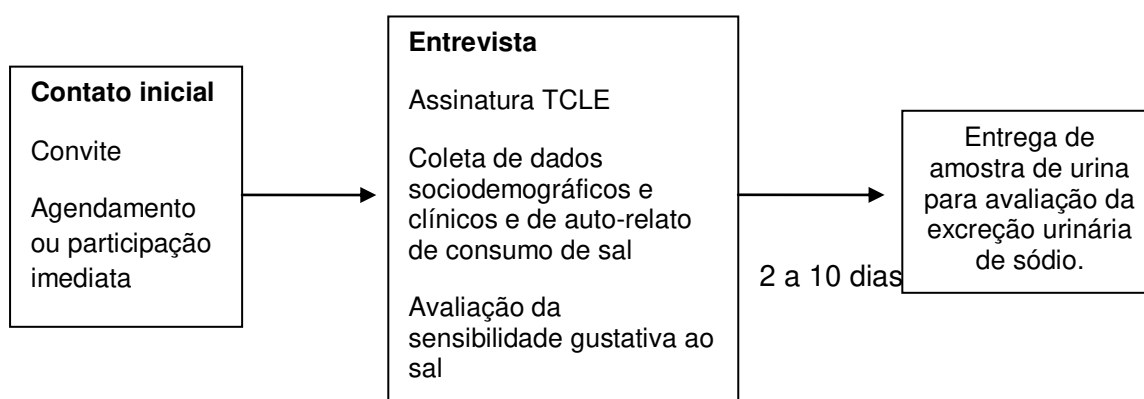 Contato inicial
Convite
Agendamento
ou participação
imediata
Entrevista
Assinatura TCLE
Coleta de dados
sociodemográficos e
clínicos e de auto-relato
de consumo de sal
Avaliação da
sensibilidade gustativa ao
sal
2 a 10 dias
Entrega de
amostra de urina
para avaliação da
excreção urinária
de sódio.